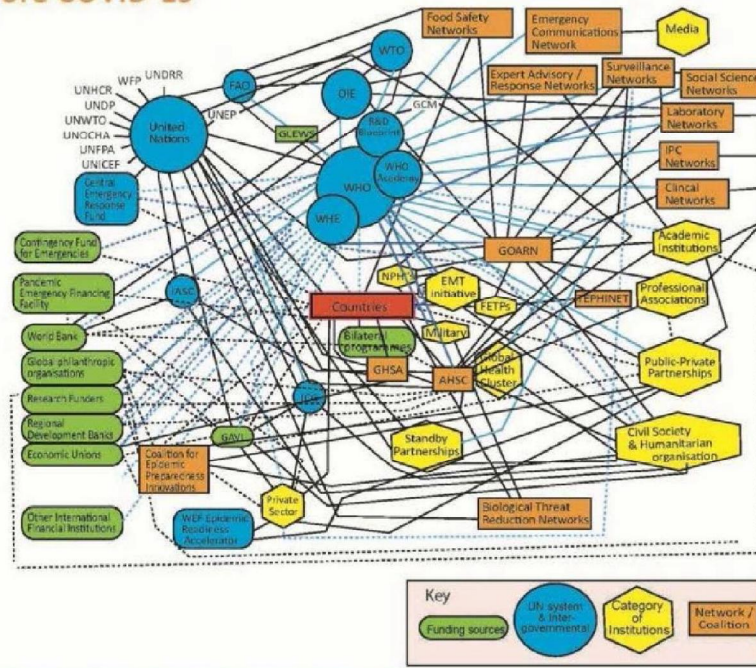 COVID-19
Food Safety
Networks
Emergency
Communications
Network
Media
WTO
Expert Advisory /
Response Networks
Surveillance
Networks
Social Science
Networks
UNDRR
WFP
UNHCR
UNDP
UNWTO
UNOCHA
UNFPA
UNICEF
UNEP
United
Nations
FAO
OIE
GCM
R&D
Blueprint
GLEWS
Laboratory
Networks
WHO
WHO
Academy
WHE
IPC
Networks
Clincal
Networks
Central
Emergency
Response
Fund
Contingency Fund
for Emergencies
GOARN
Academic
Institutions
Pandemic
Emergency Financing
Facility
IASC
NPHI's
EMT
initiative
FETPs
TEPHINET
Professional
Associations
Countries
World Bank
Bilateral
programmes
Military
Global philanthropic
organisations
GHSA
AHSC
Global
Health
Cluster
Public-Private
Partnerships
Research Funders
Regional
Development Banks
Economic Unions
GAVI
Coalition for
Epidemic
Preparedness
Innovations
Standby
Partnerships
Civil Society
& Humanitarian
organisation
Private
Sector
Other International
Financial Institutions
WEF Epidemic
Readiness
Accelerator
Biological Threat
Reduction Networks
Key
Funding sources
UN system
& Inter-
governmental
Category
of
Institutions
Network /
Coalition